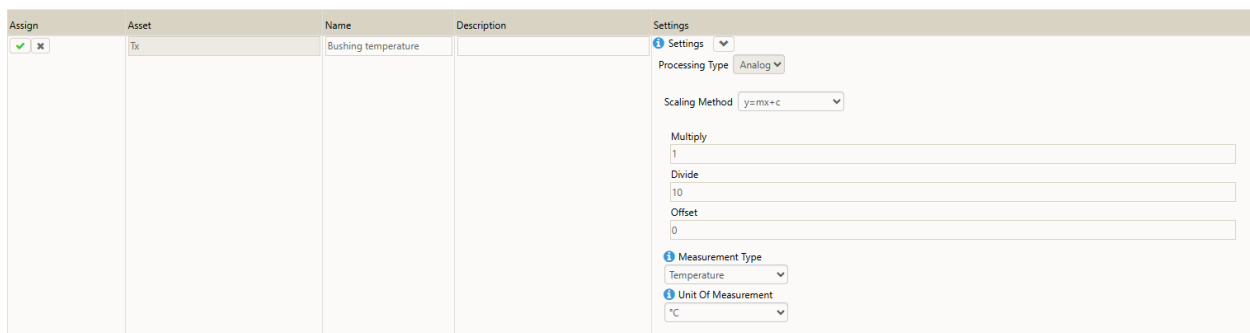 Assign Asset Name Description Settings
Tx Bushing temperature Settings
Processing Type Analog
Scaling Method y=mx+c
Multiply
1
Divide
10
Offset
0
Measurement Type
Temperature
Unit Of Measurement
°C